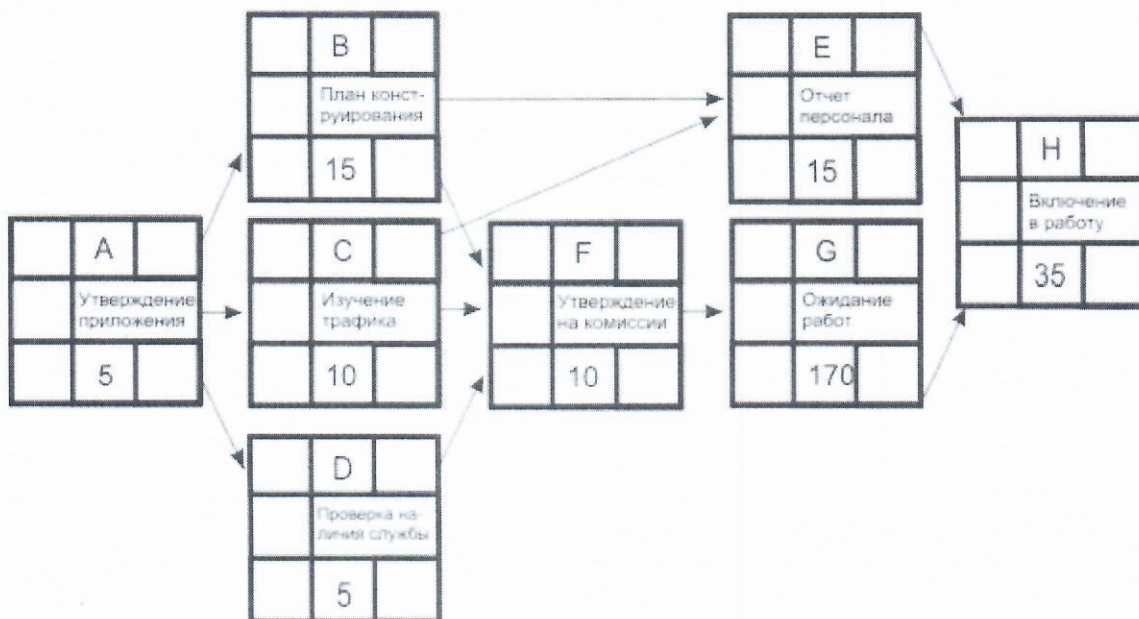 B
План конст-
руирования
15
E
Отчет
персонала
15
H
Включение
в работу
35
A
Утверждение
приложения
5
C
Изучение
трафика
10
F
Утверждение
на комиссии
10
G
Ожидание
работ
170
D
Проверка на-
личия службы
5